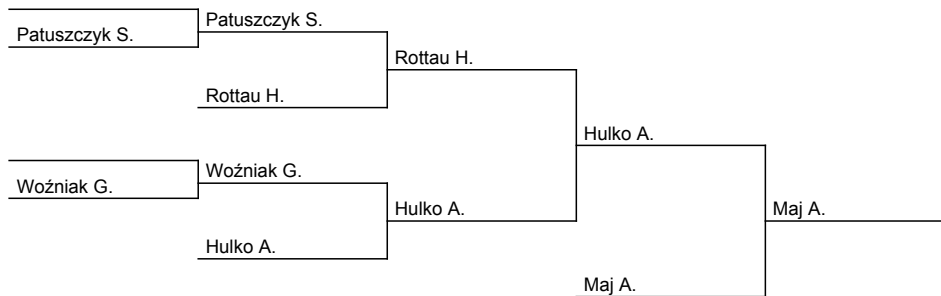 Patuszczyk S.
Patuszczyk S.
Rottau H.
Rottau H.
Hulko A.
Woźniak G.
Woźniak G.
Hulko A.
Maj A.
Hulko A.
Maj A.